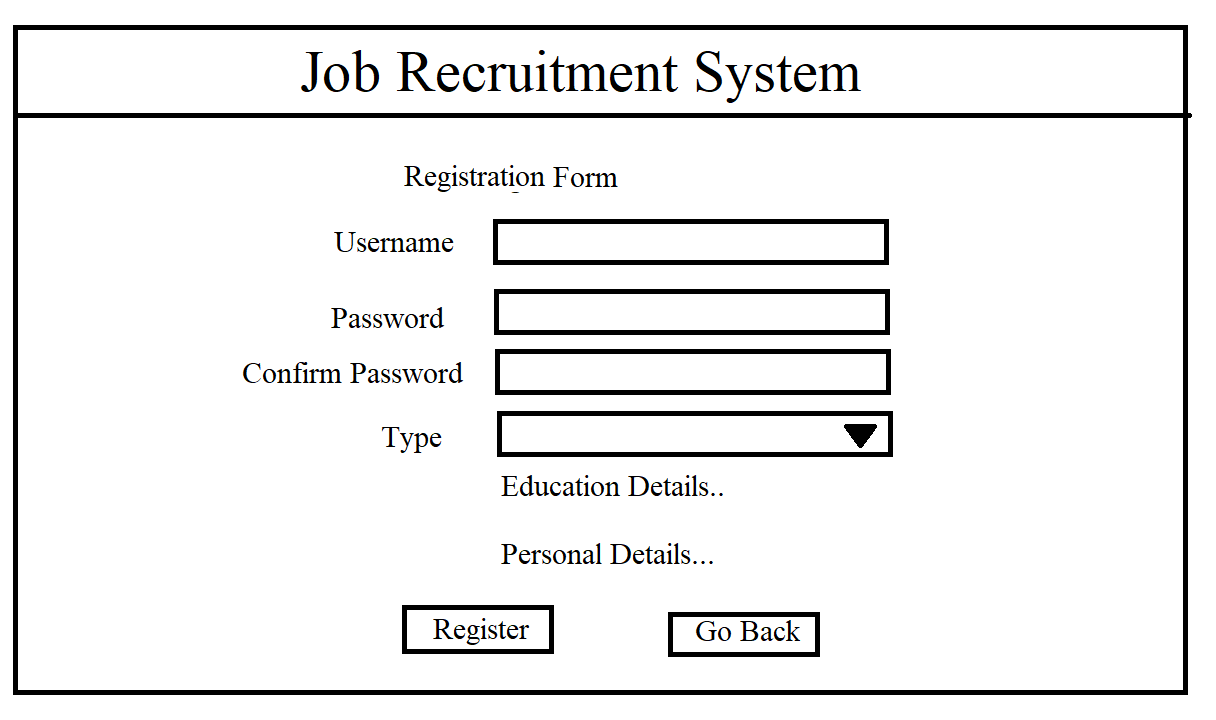 Job Recruitment System
Registration Form
Username
Password
Confirm Password
Type
Education Details..
Personal Details...
Register
Go Back